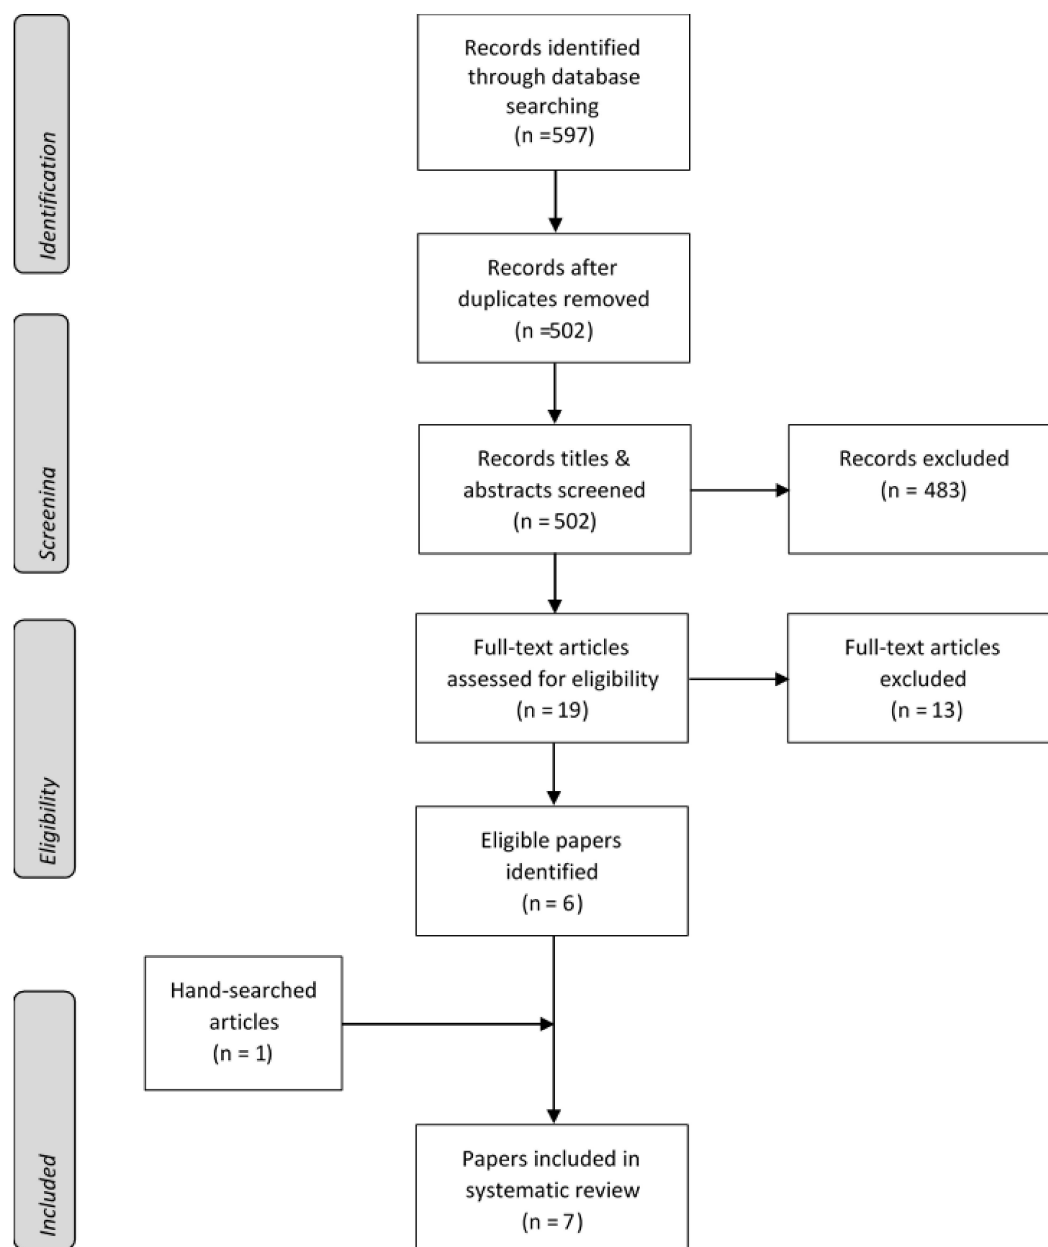 Identification
Records identified
through database
searching
(n =597)
Records after
duplicates removed
(n =502)
Screenina
Records titles &
abstracts screened
(n = 502)
Records excluded
(n = 483)
Eligibility
Full-text articles
assessed for eligibility
(n = 19)
Full-text articles
excluded
(n = 13)
Eligible papers
identified
(n = 6)
Included
Hand-searched
articles
(n = 1)
Papers included in
systematic review
(n = 7)